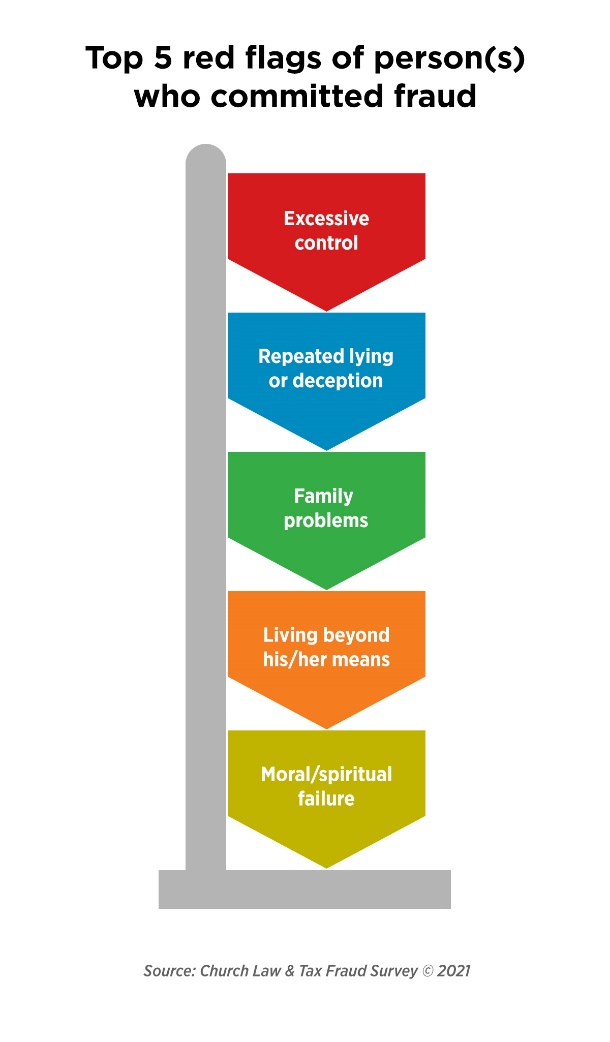 Top 5 red flags of person(s)
who committed fraud
Excessive
control
Repeated lying
or deception
Family
problems
Living beyond
his/her means
Moral/spiritual
failure
Source: Church Law & Tax Fraud Survey © 2021